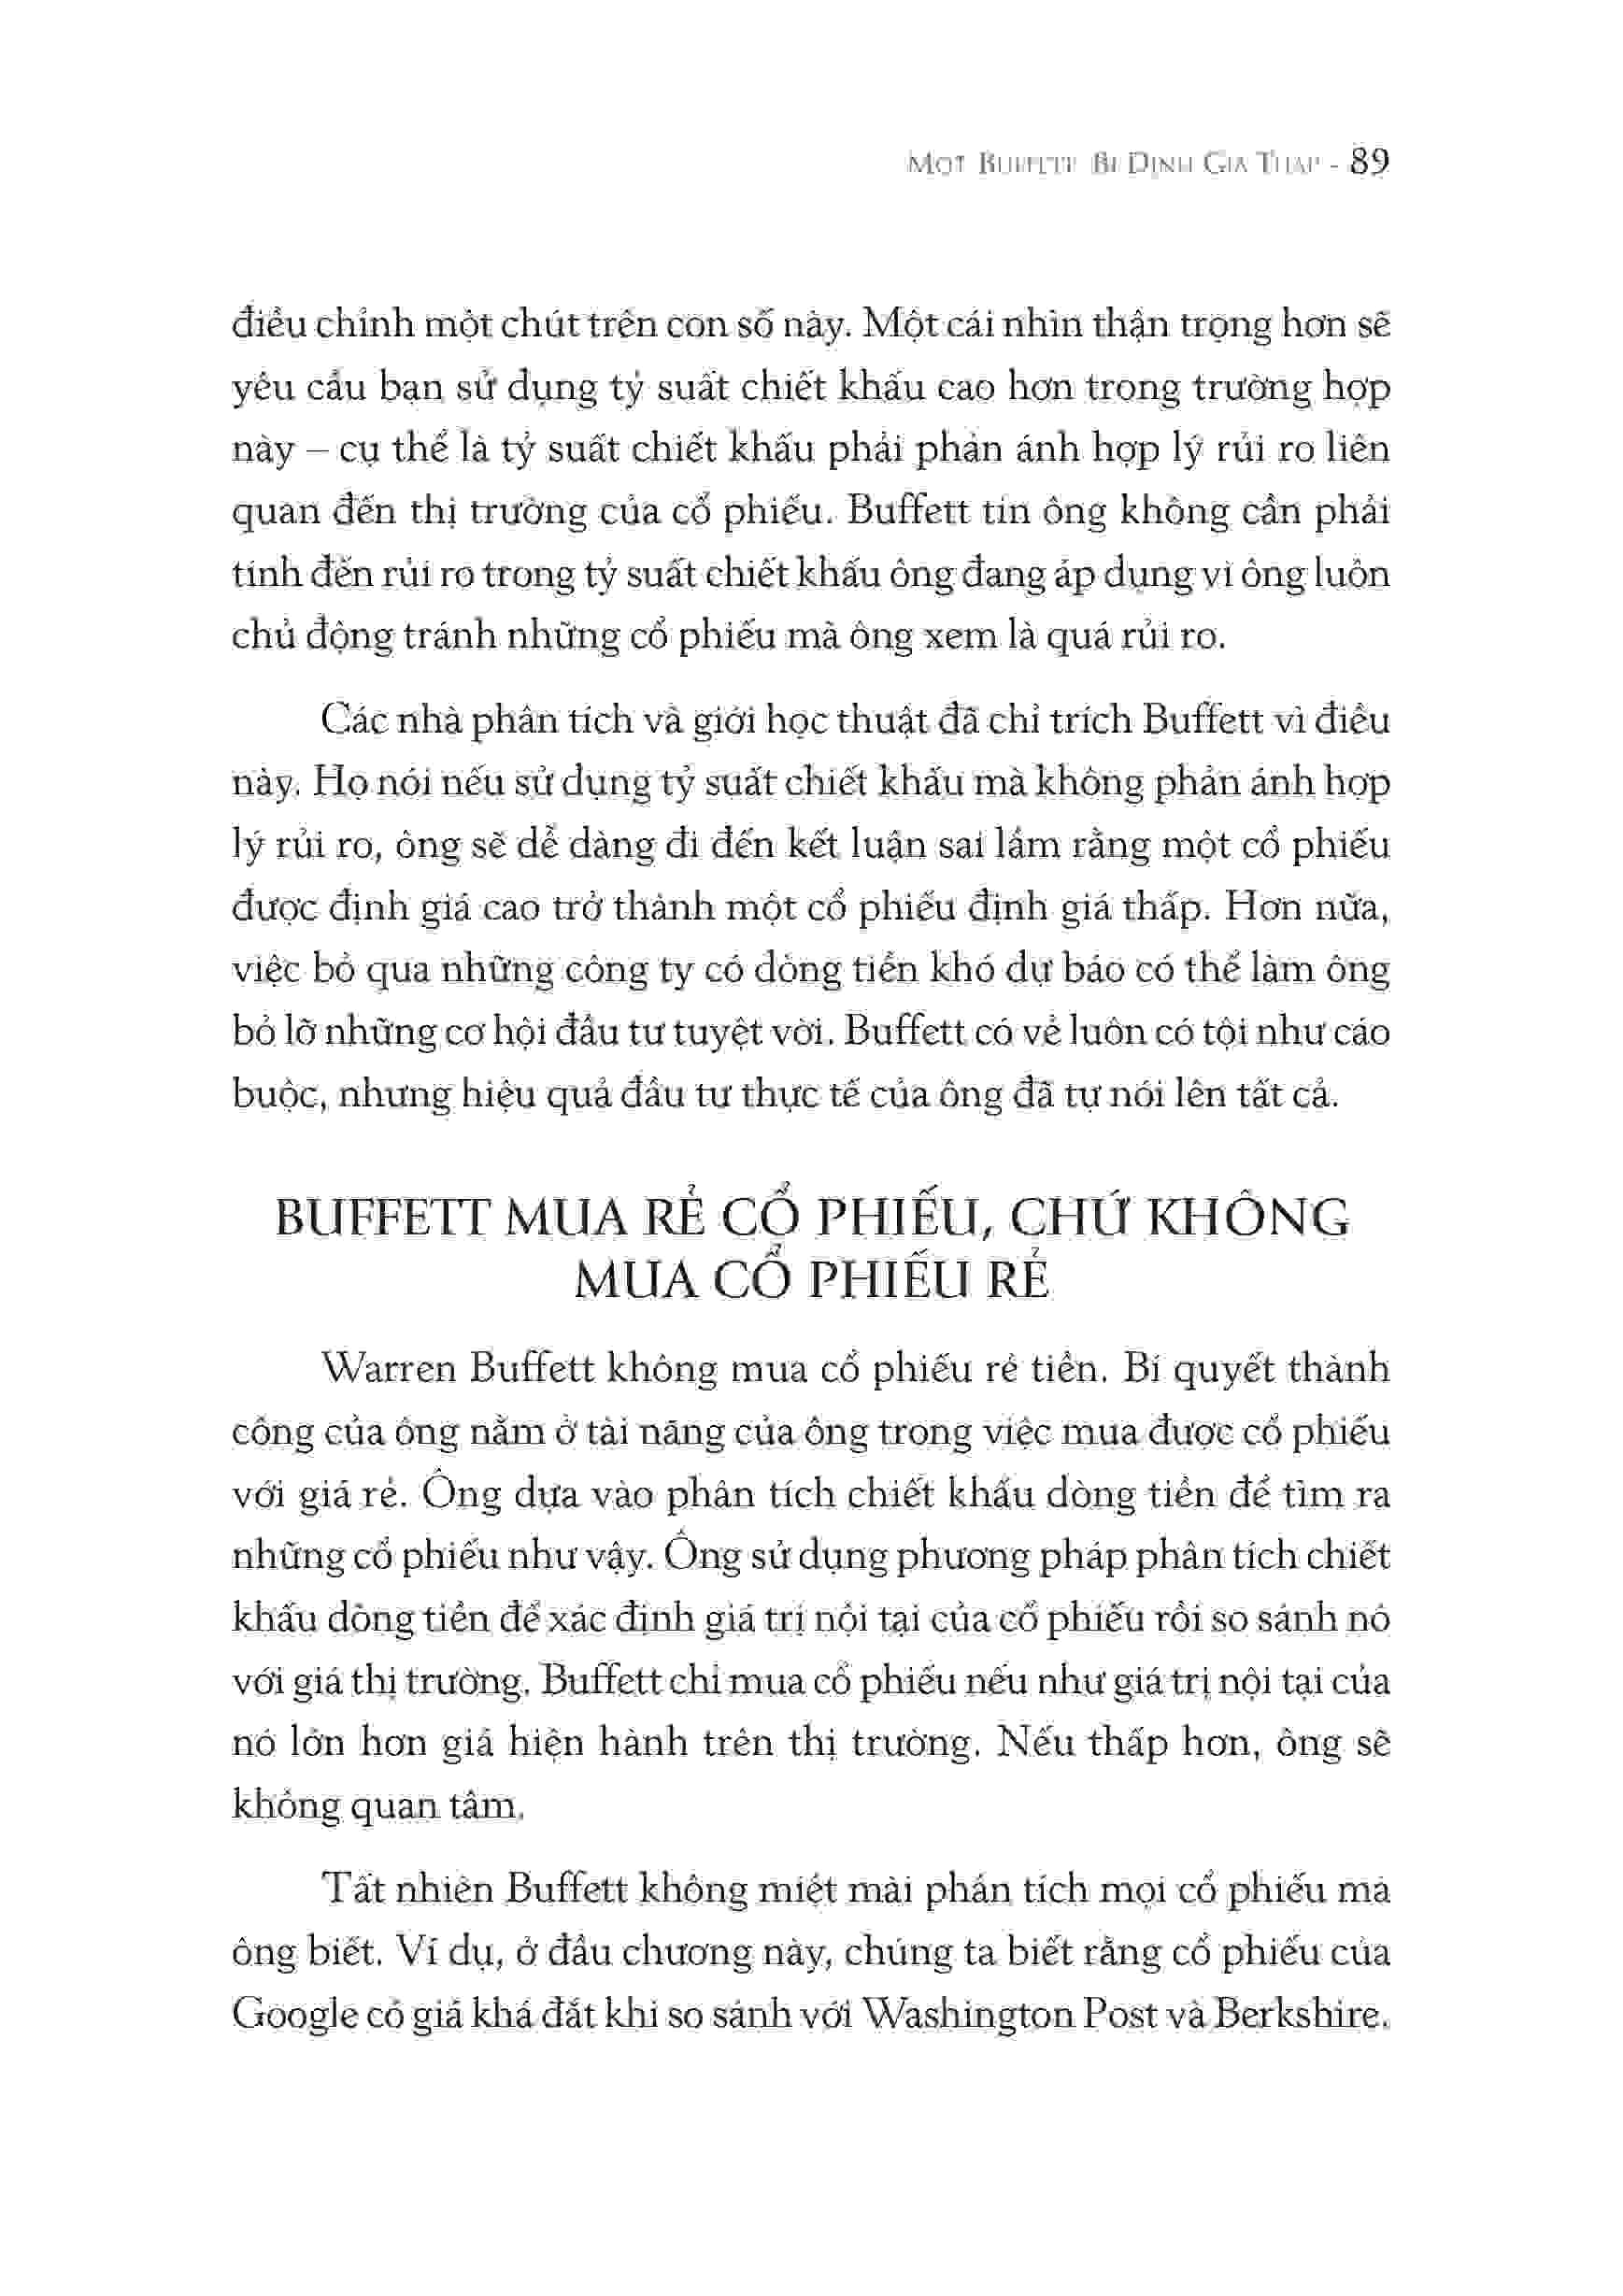 Một Buffett Bị Định Giá Thấp - 89
điều chỉnh một chút trên con số này. Một cái nhìn thận trọng hơn sẽ
yêu cầu bạn sử dụng tỷ suất chiết khấu cao hơn trong trường hợp
này – cụ thể là tỷ suất chiết khấu phải phản ánh hợp lý rủi ro liên
quan đến thị trường của cổ phiếu. Buffett tin ông không cần phải
tính đến rủi ro trong tỷ suất chiết khấu ông đang áp dụng vì ông luôn
chủ động tránh những cổ phiếu mà ông xem là quá rủi ro.
Các nhà phân tích và giới học thuật đã chỉ trích Buffett vì điều
này. Họ nói nếu sử dụng tỷ suất chiết khấu mà không phản ánh hợp
lý rủi ro, ông sẽ dễ dàng đi đến kết luận sai lầm rằng một cổ phiếu
được định giá cao trở thành một cổ phiếu định giá thấp. Hơn nữa,
việc bỏ qua những công ty có dòng tiền khó dự báo có thể làm ông
bỏ lỡ những cơ hội đầu tư tuyệt vời. Buffett có vẻ luôn có tội như cáo
buộc, nhưng hiệu quả đầu tư thực tế của ông đã tự nói lên tất cả.
BUFFETT MUA RẺ CỔ PHIẾU, CHỨ KHÔNG
MUA CỔ PHIẾU RẺ
Warren Buffett không mua cổ phiếu rẻ tiền. Bí quyết thành
công của ông nằm ở tài năng của ông trong việc mua được cổ phiếu
với giá rẻ. Ông dựa vào phân tích chiết khấu dòng tiền để tìm ra
những cổ phiếu như vậy. Ông sử dụng phương pháp phân tích chiết
khấu dòng tiền để xác định giá trị nội tại của cổ phiếu rồi so sánh nó
với giá thị trường. Buffett chỉ mua cổ phiếu nếu như giá trị nội tại của
nó lớn hơn giá hiện hành trên thị trường. Nếu thấp hơn, ông sẽ
không quan tâm.
Tất nhiên Buffett không miệt mài phân tích mọi cổ phiếu mà
ông biết. Ví dụ, ở đầu chương này, chúng ta biết rằng cổ phiếu của
Google có giá khá đắt khi so sánh với Washington Post và Berkshire.